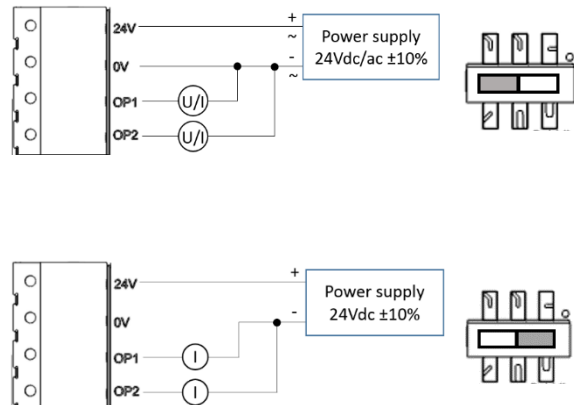 24V
+
~
Power supply
24Vdc/ac ±10%
0V
-
~
OP1
U/I
OP2
U/I
24V
+
Power supply
24Vdc ±10%
0V
-
OP1
I
OP2
I